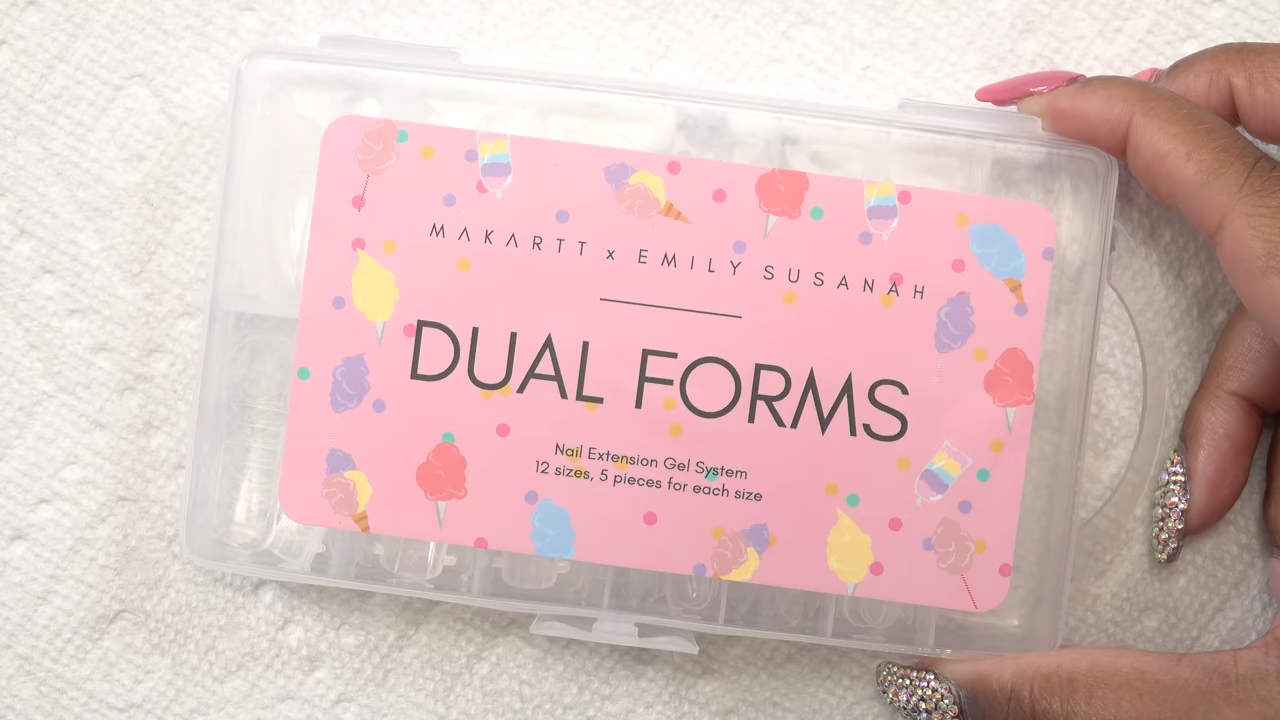 MAKARTT x EMILY SUSANAH
DUAL FORMS
Nail Extension Gel System
12 sizes, 5 pieces for each size